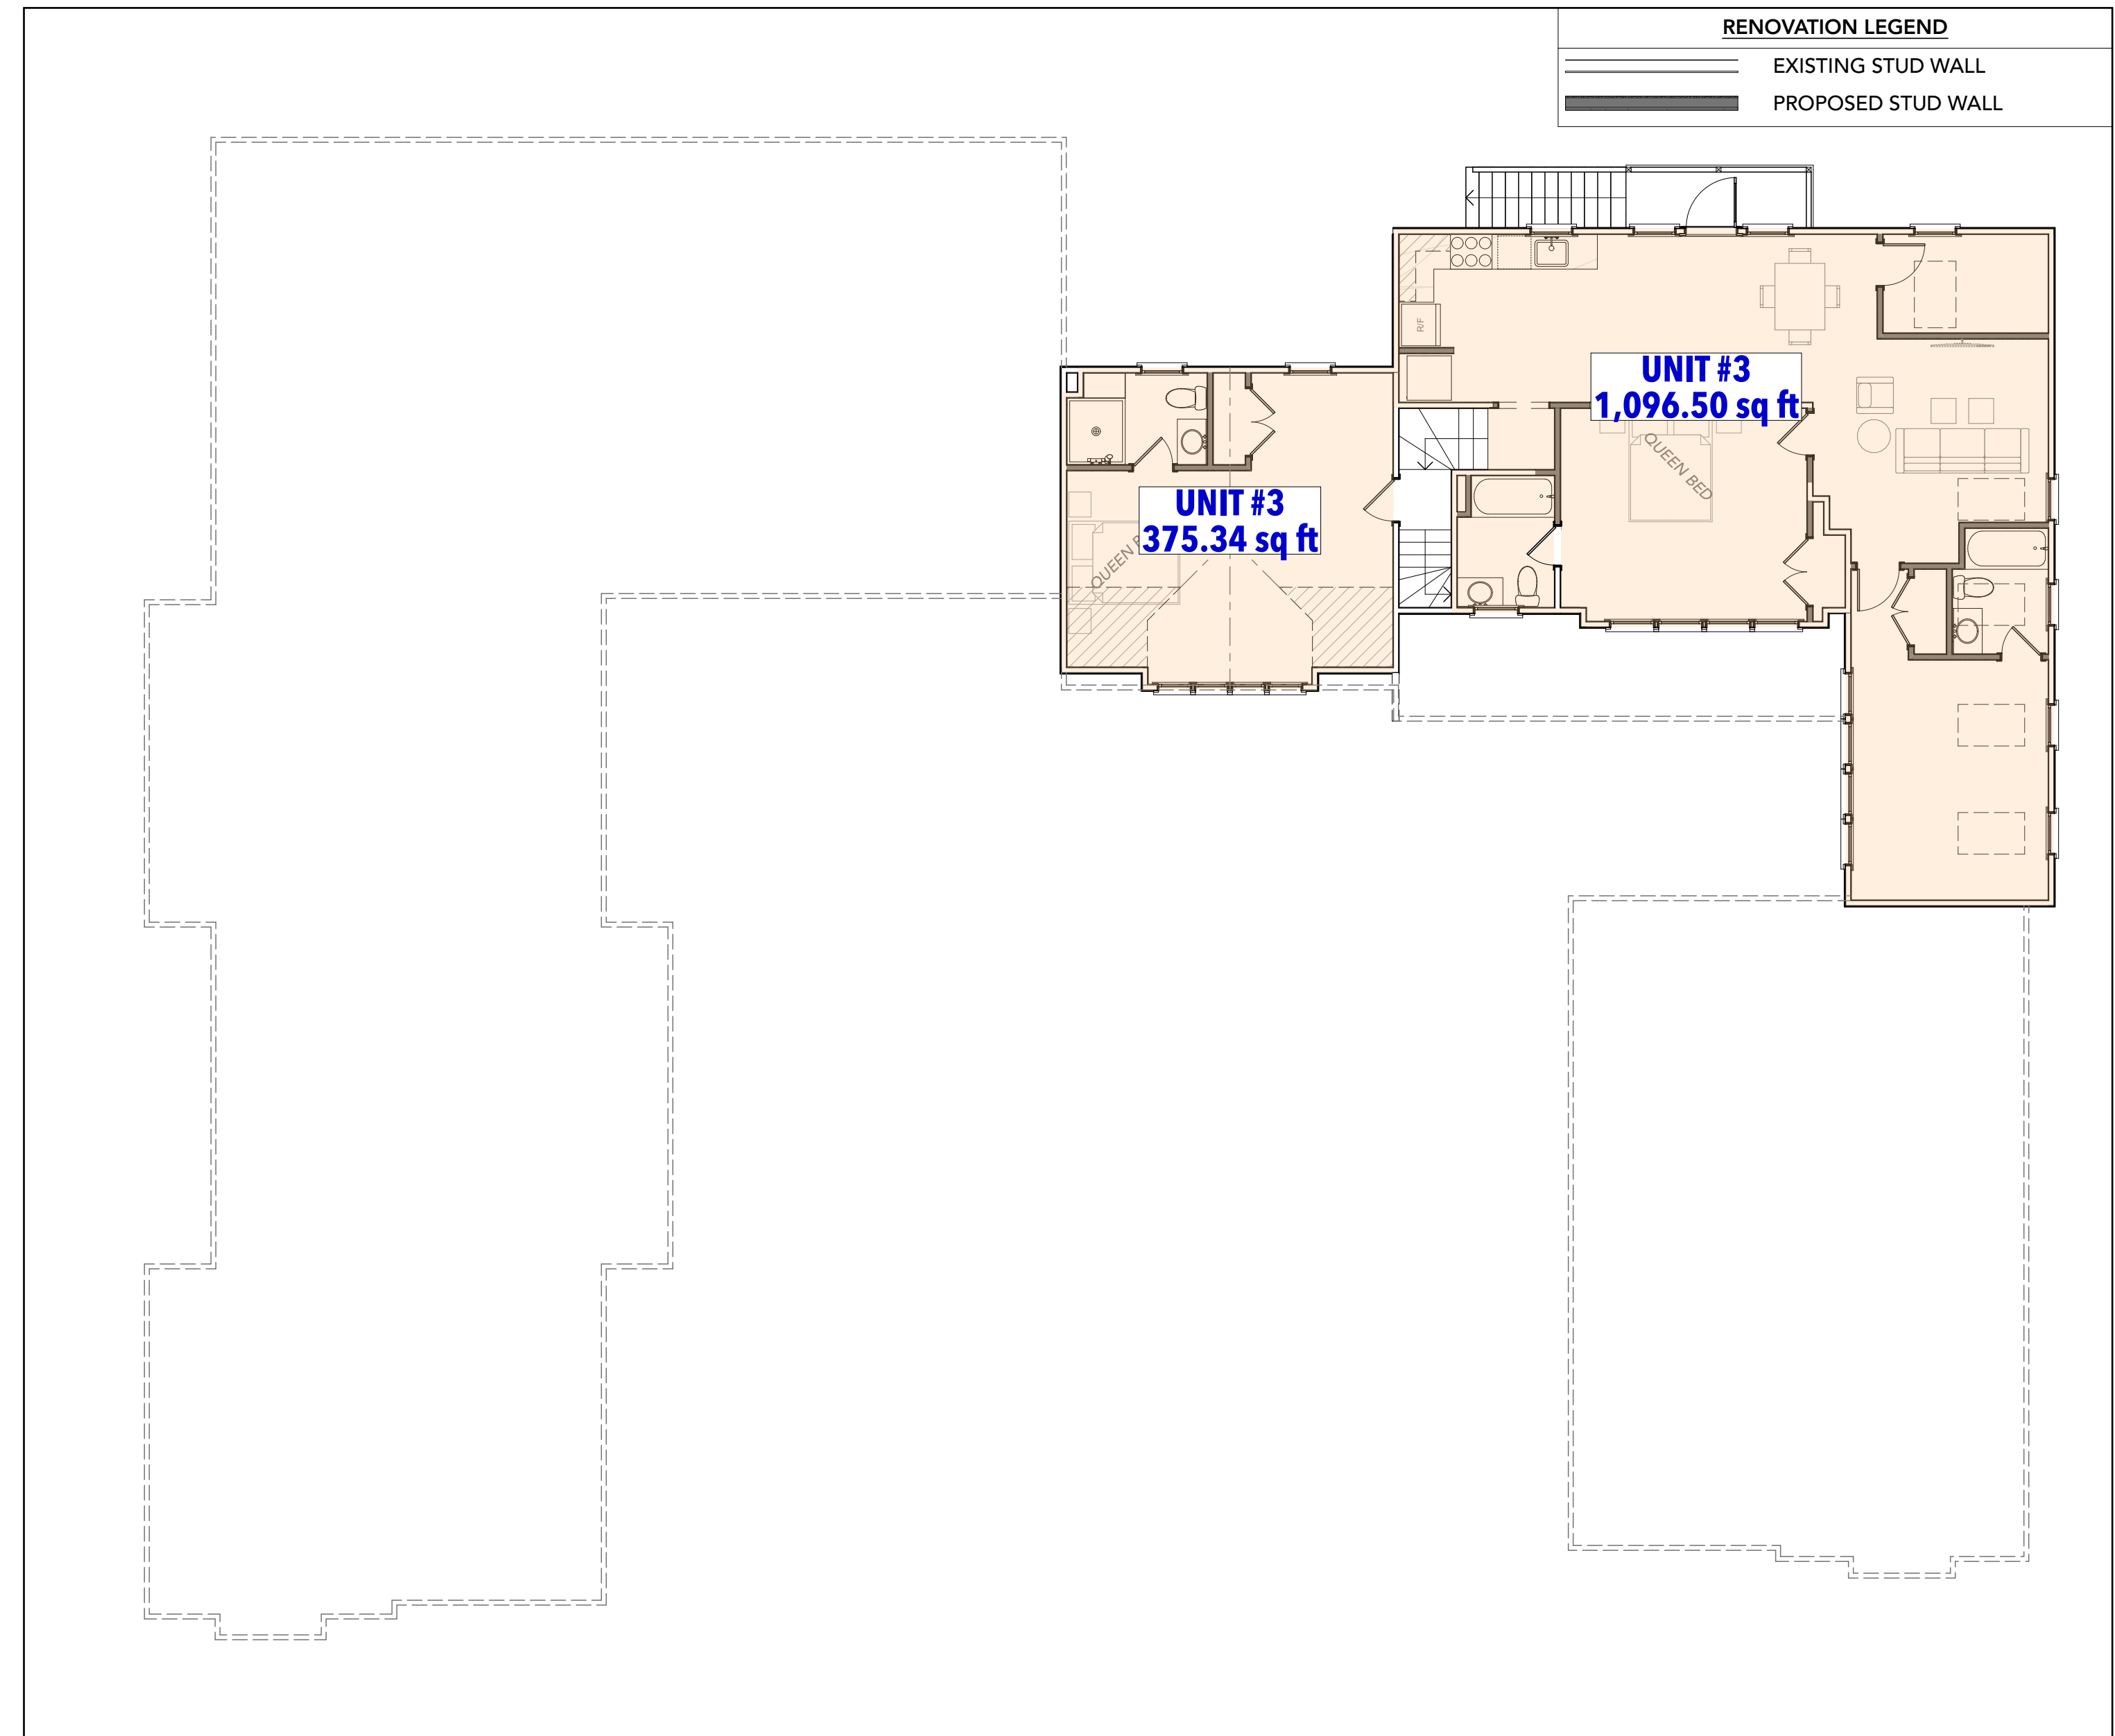 RENOVATION LEGEND
EXISTING STUD WALL
PROPOSED STUD WALL
R/F
UNIT #3
1,096.50 sq ft
QUEEN BED
UNIT #3
375.34 sq ft
QUEEN